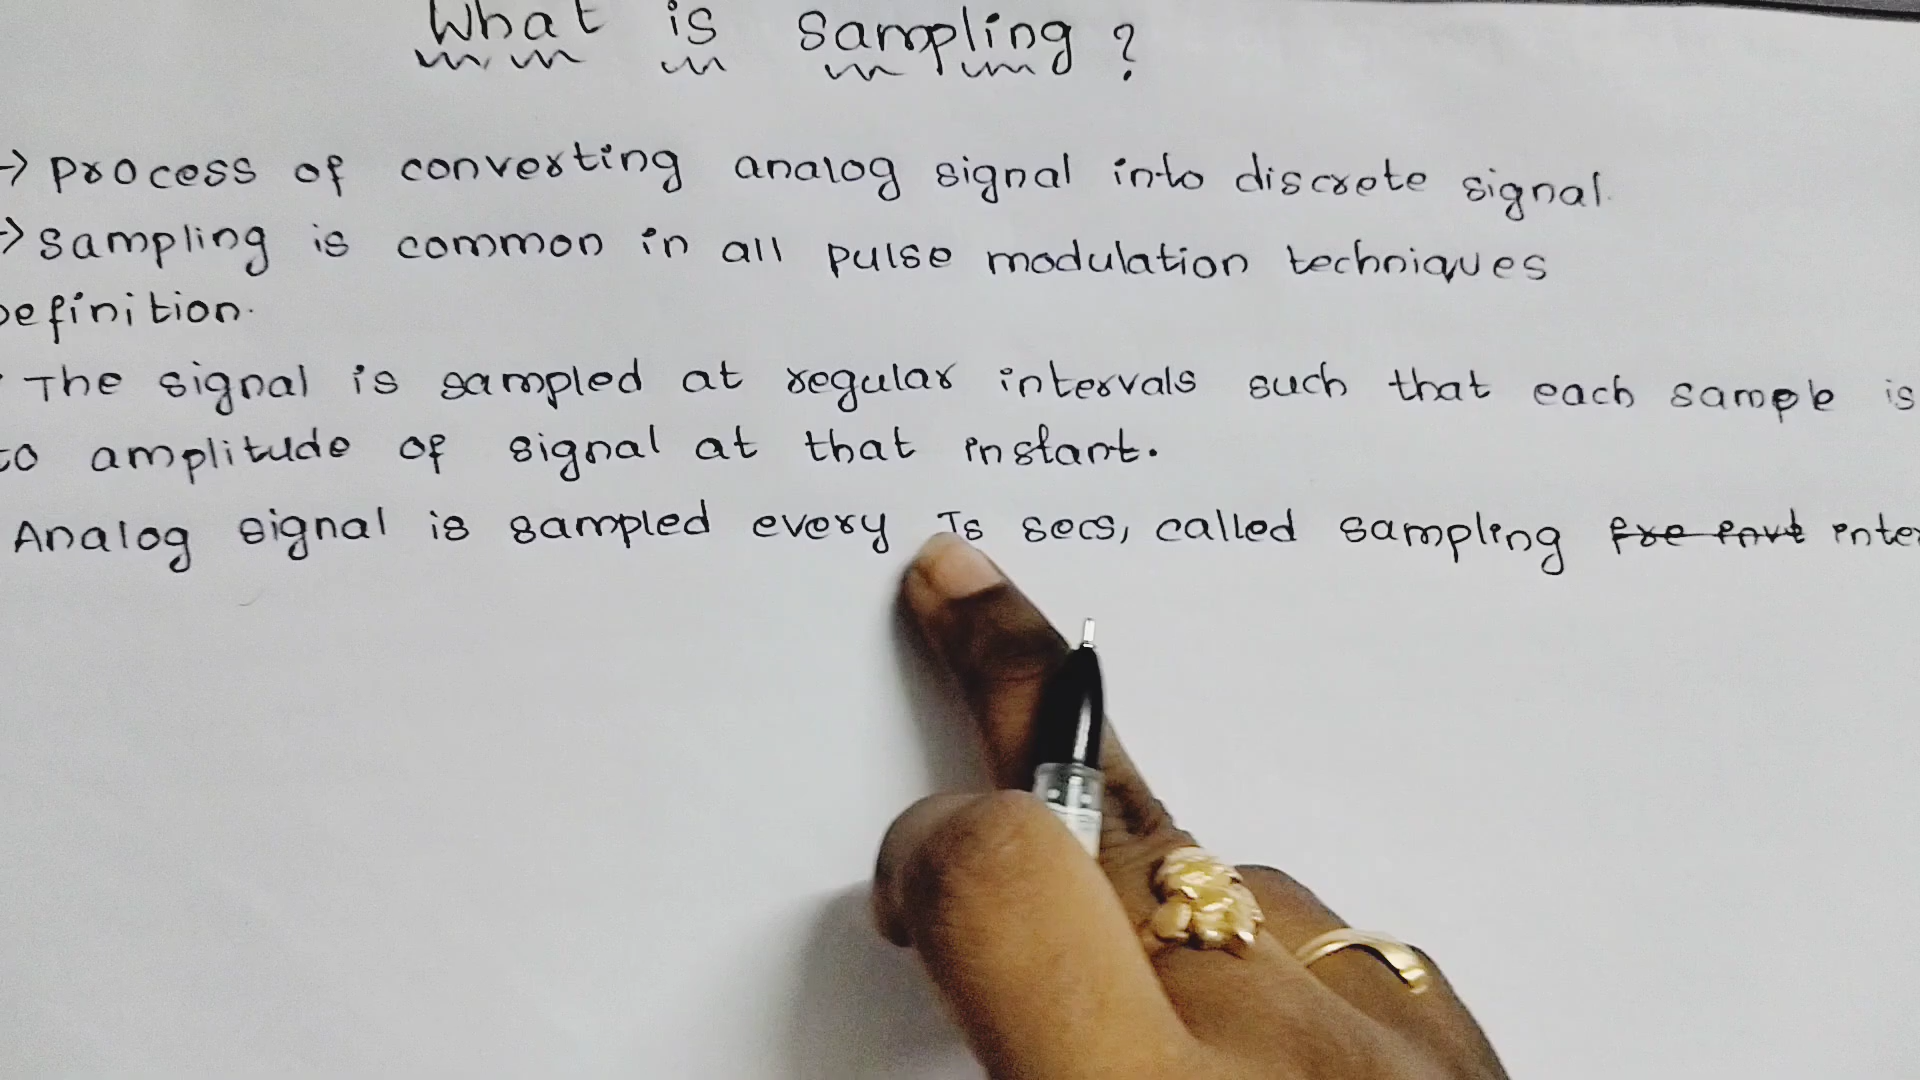 What is sampling?
→ Process of converting analog signal into discrete signal.
→ Sampling is common in all pulse modulation techniques
Definition.
The signal is sampled at regular intervals such that each sample is
to amplitude of signal at that instant.
Analog signal is sampled every Ts secs, called sampling